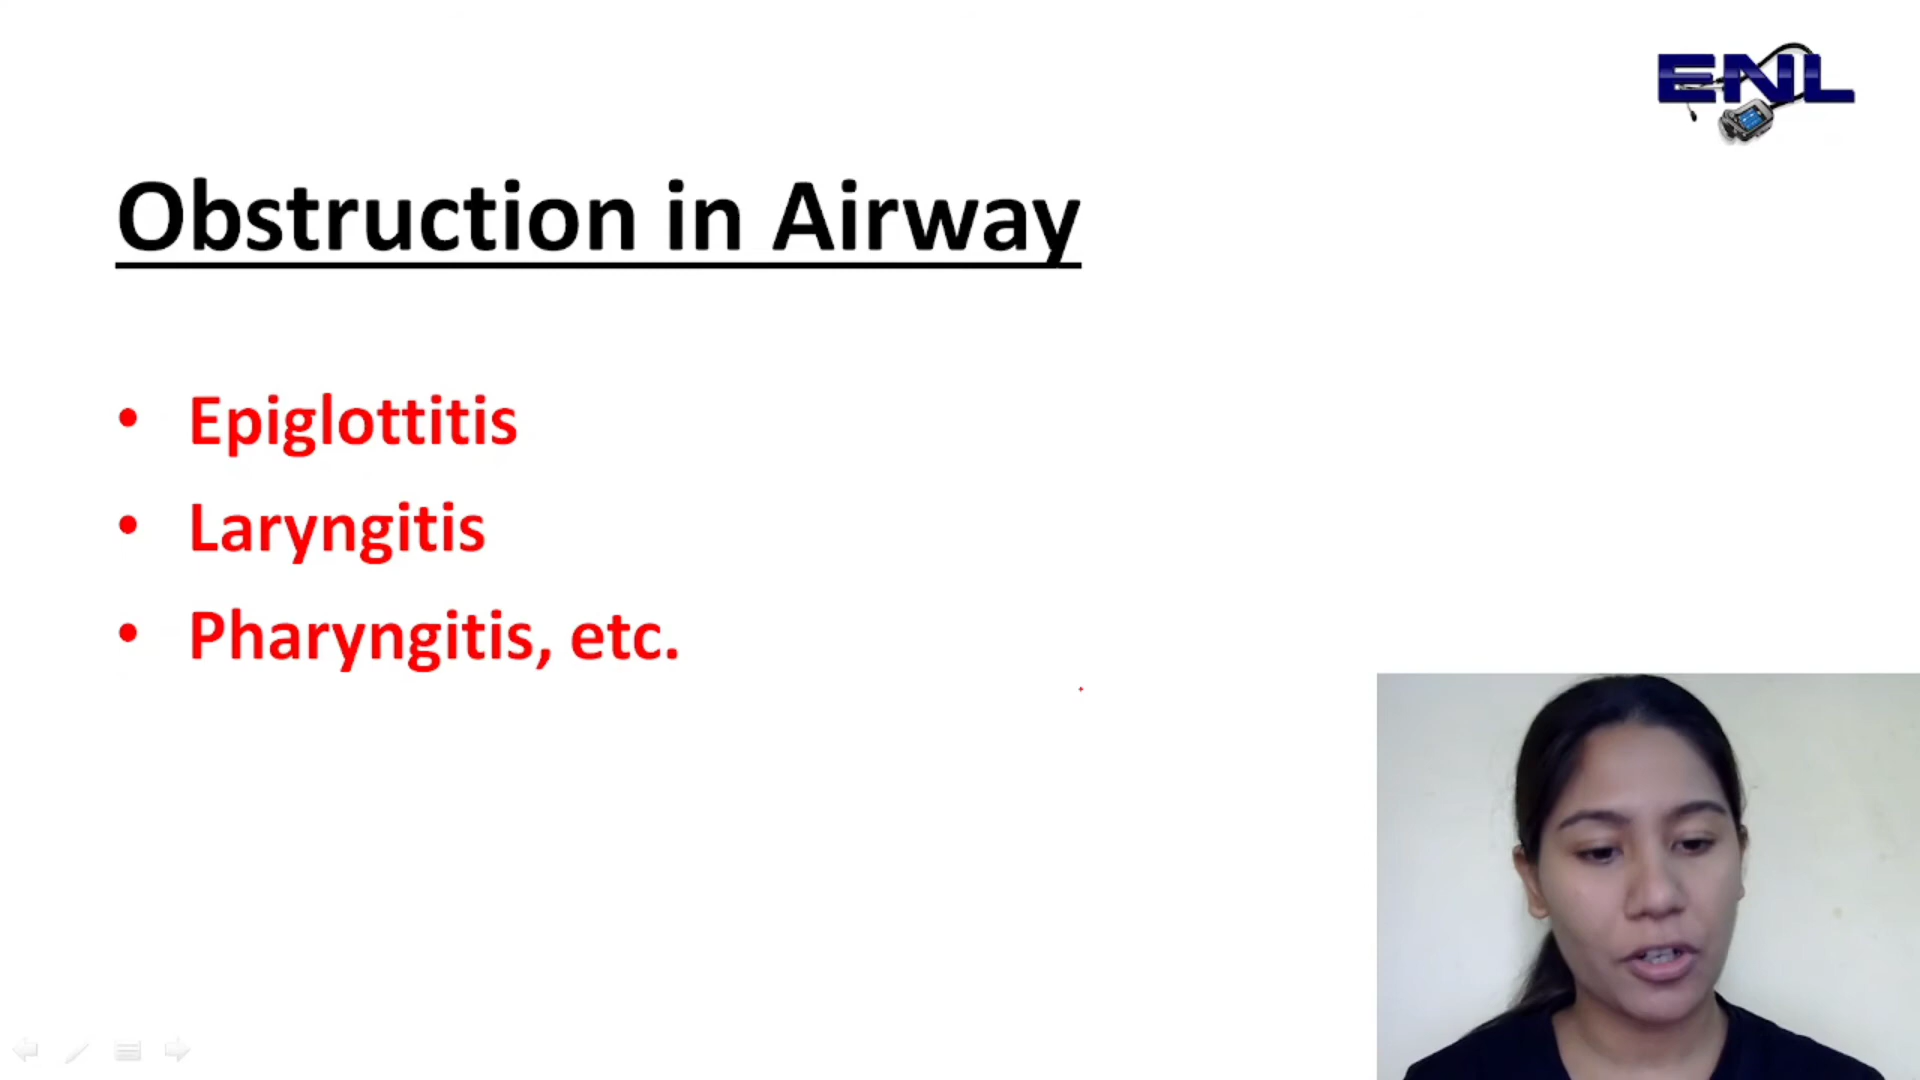 ENL
Obstruction in Airway
• Epiglottitis
• Laryngitis
• Pharyngitis, etc.